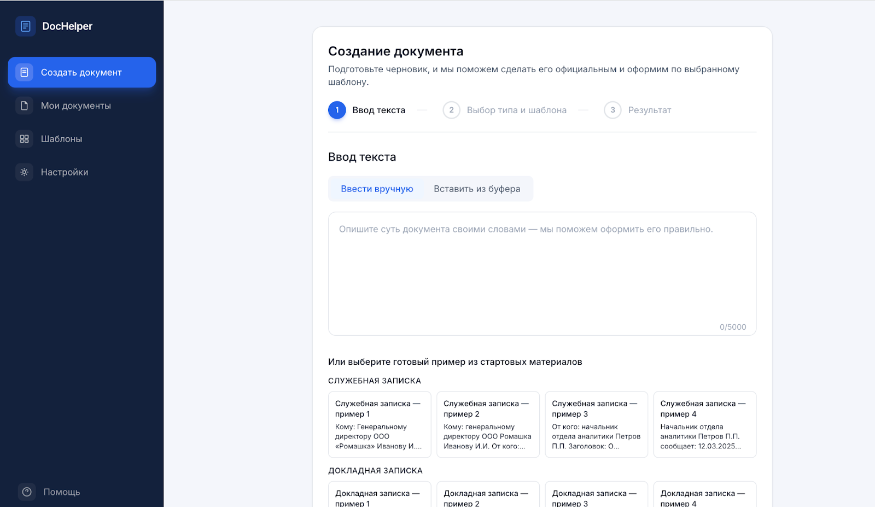 DocHelper
Создать документ
Мои документы
Шаблоны
Настройки
Помощь
Создание документа
Подготовьте черновик, и мы поможем сделать его официальным и оформим по выбранному
шаблону.
1 Ввод текста
2 Выбор типа и шаблона
3 Результат
Ввод текста
Ввести вручную
Вставить из буфера
Опишите суть документа своими словами — мы поможем оформить его правильно.
0/5000
Или выберите готовый пример из стартовых материалов
СЛУЖЕБНАЯ ЗАПИСКА
Служебная записка —
пример 1
Кому: Генеральному
директору ООО
«Ромашка» Иванову И....
Служебная записка —
пример 2
Кому: генеральному
директору ООО Ромашка
Иванову И.И. От кого:...
Служебная записка —
пример 3
От кого: начальник
отдела аналитики Петров
П.П. Заголовок: О...
Служебная записка —
пример 4
Начальник отдела
аналитики Петров П.П.
сообщает: 12.03.2025...
ДОКЛАДНАЯ ЗАПИСКА
Докладная записка —
пример 1
Докладная записка —
пример 2
Докладная записка —
пример 3
Докладная записка —
пример 4